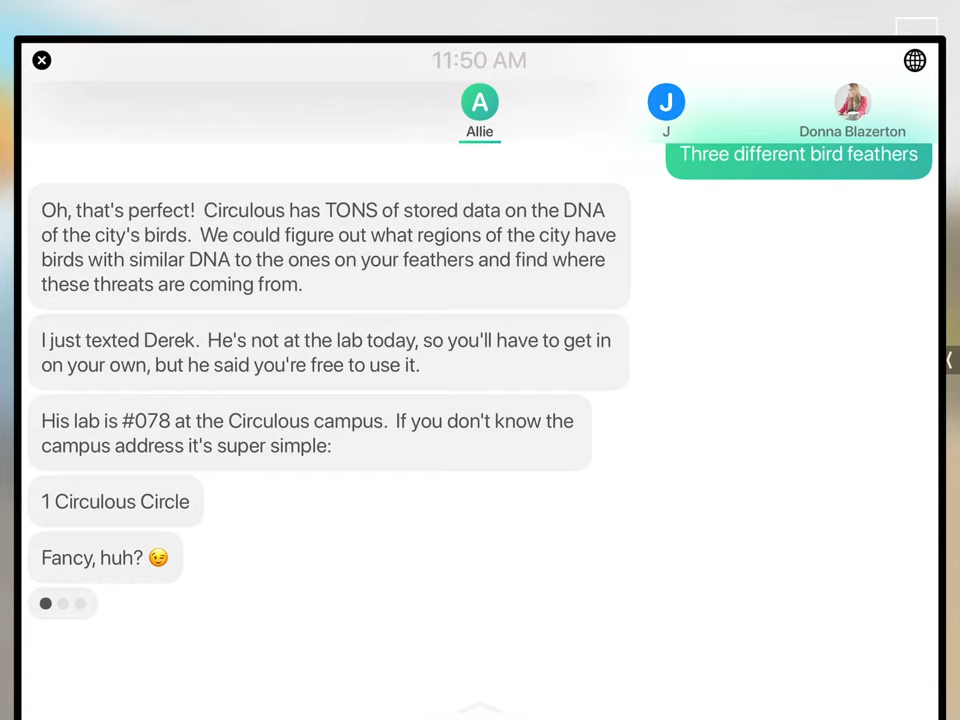 11:50 AM
A
J
Allie
J
Donna Blazerton
Three different bird feathers
Oh, that's perfect! Circulous has TONS of stored data on the DNA
of the city's birds. We could figure out what regions of the city have
birds with similar DNA to the ones on your feathers and find where
these threats are coming from.
I just texted Derek. He's not at the lab today, so you'll have to get in
on your own, but he said you're free to use it.
His lab is #078 at the Circulous campus. If you don't know the
campus address it's super simple:
1 Circulous Circle
Fancy, huh? 😉